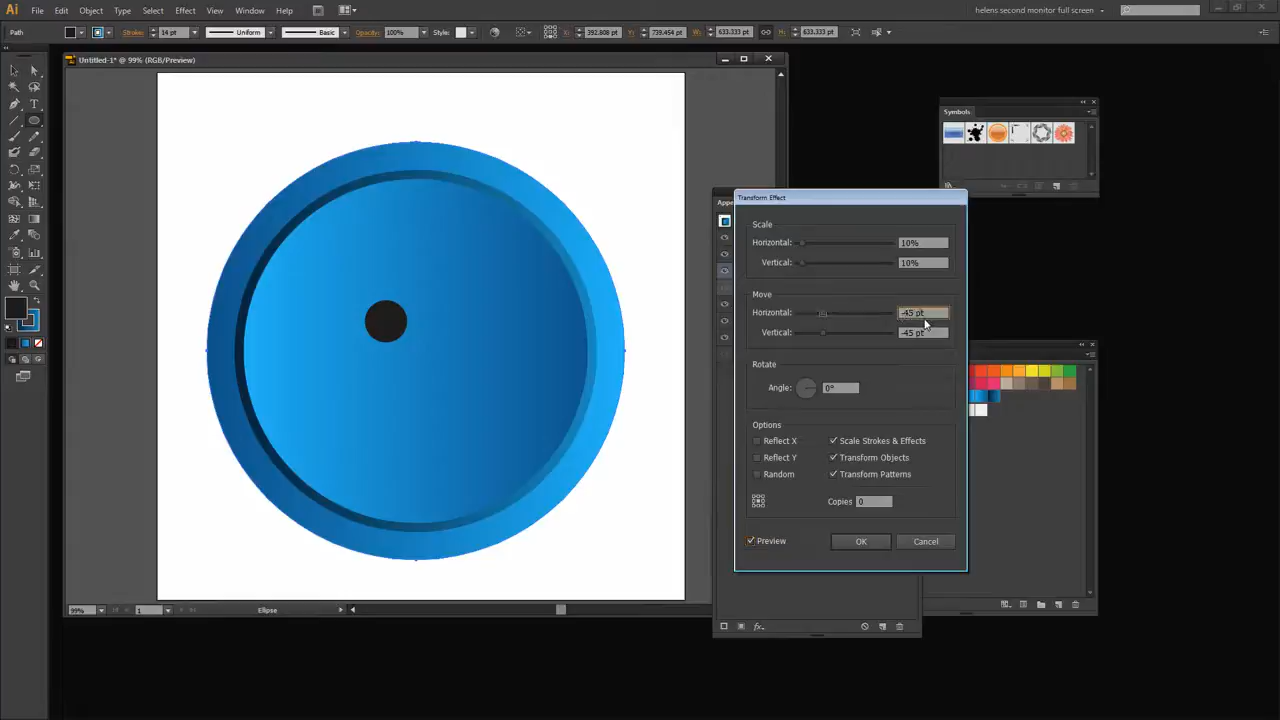 Ai File Edit Object Type Select Effect View Window Help helens second monitor full screen
Path Stroke: 14 pt Uniform Basic Opacity: 100% Style: X: 392.808 pt Y: 739.454 pt W: 633.333 pt H: 633.333 pt
Untitled-1* @ 99% (RGB/Preview)
Symbols
Appe
Transform Effect
Scale
Horizontal: 10%
Vertical: 10%
Move
Horizontal: -45 pt
Vertical: -45 pt
Rotate
Angle: 0°
Options
Reflect X Scale Strokes & Effects
Reflect Y Transform Objects
Random Transform Patterns
Copies 0
Preview OK Cancel
99% 1 Ellipse
fx